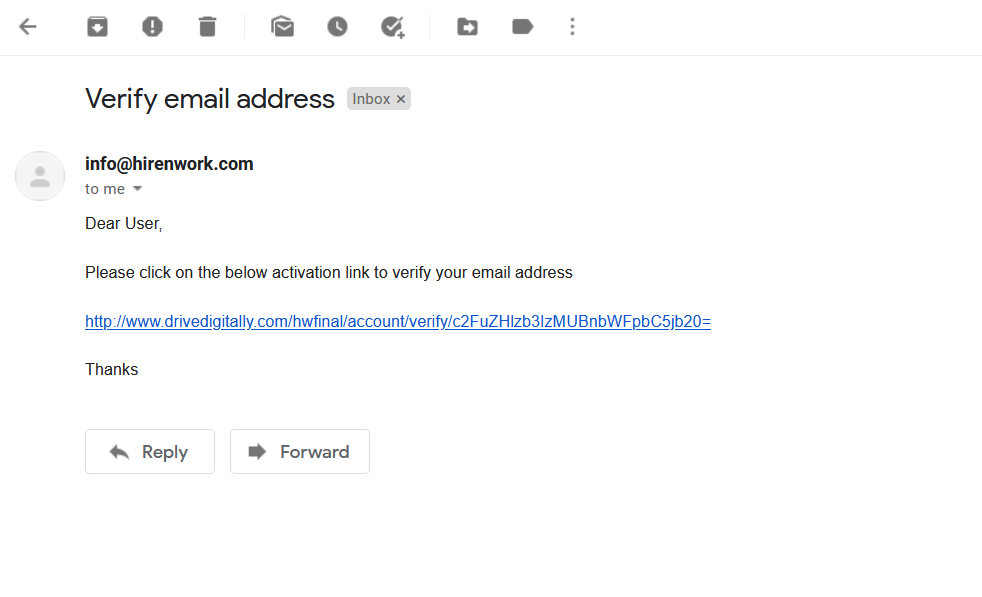 Verify email address Inbox ×
info@hirenwork.com
to me
Dear User,
Please click on the below activation link to verify your email address
http://www.drivedigitally.com/hwfinal/account/verify/c2FuZHlzb3IzMUBnbWFpbC5jb20=
Thanks
Reply Forward